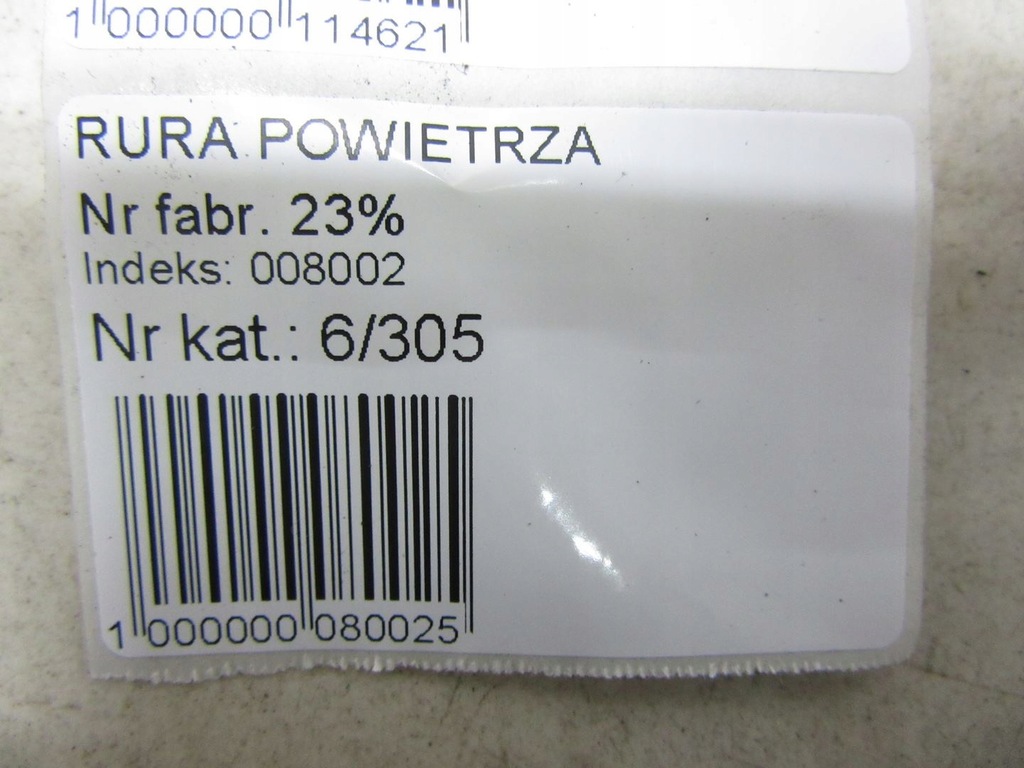 1 000000 114621
RURA POWIETRZA
Nr fabr. 23%
Indeks: 008002
Nr kat.: 6/305
1 000000 080025